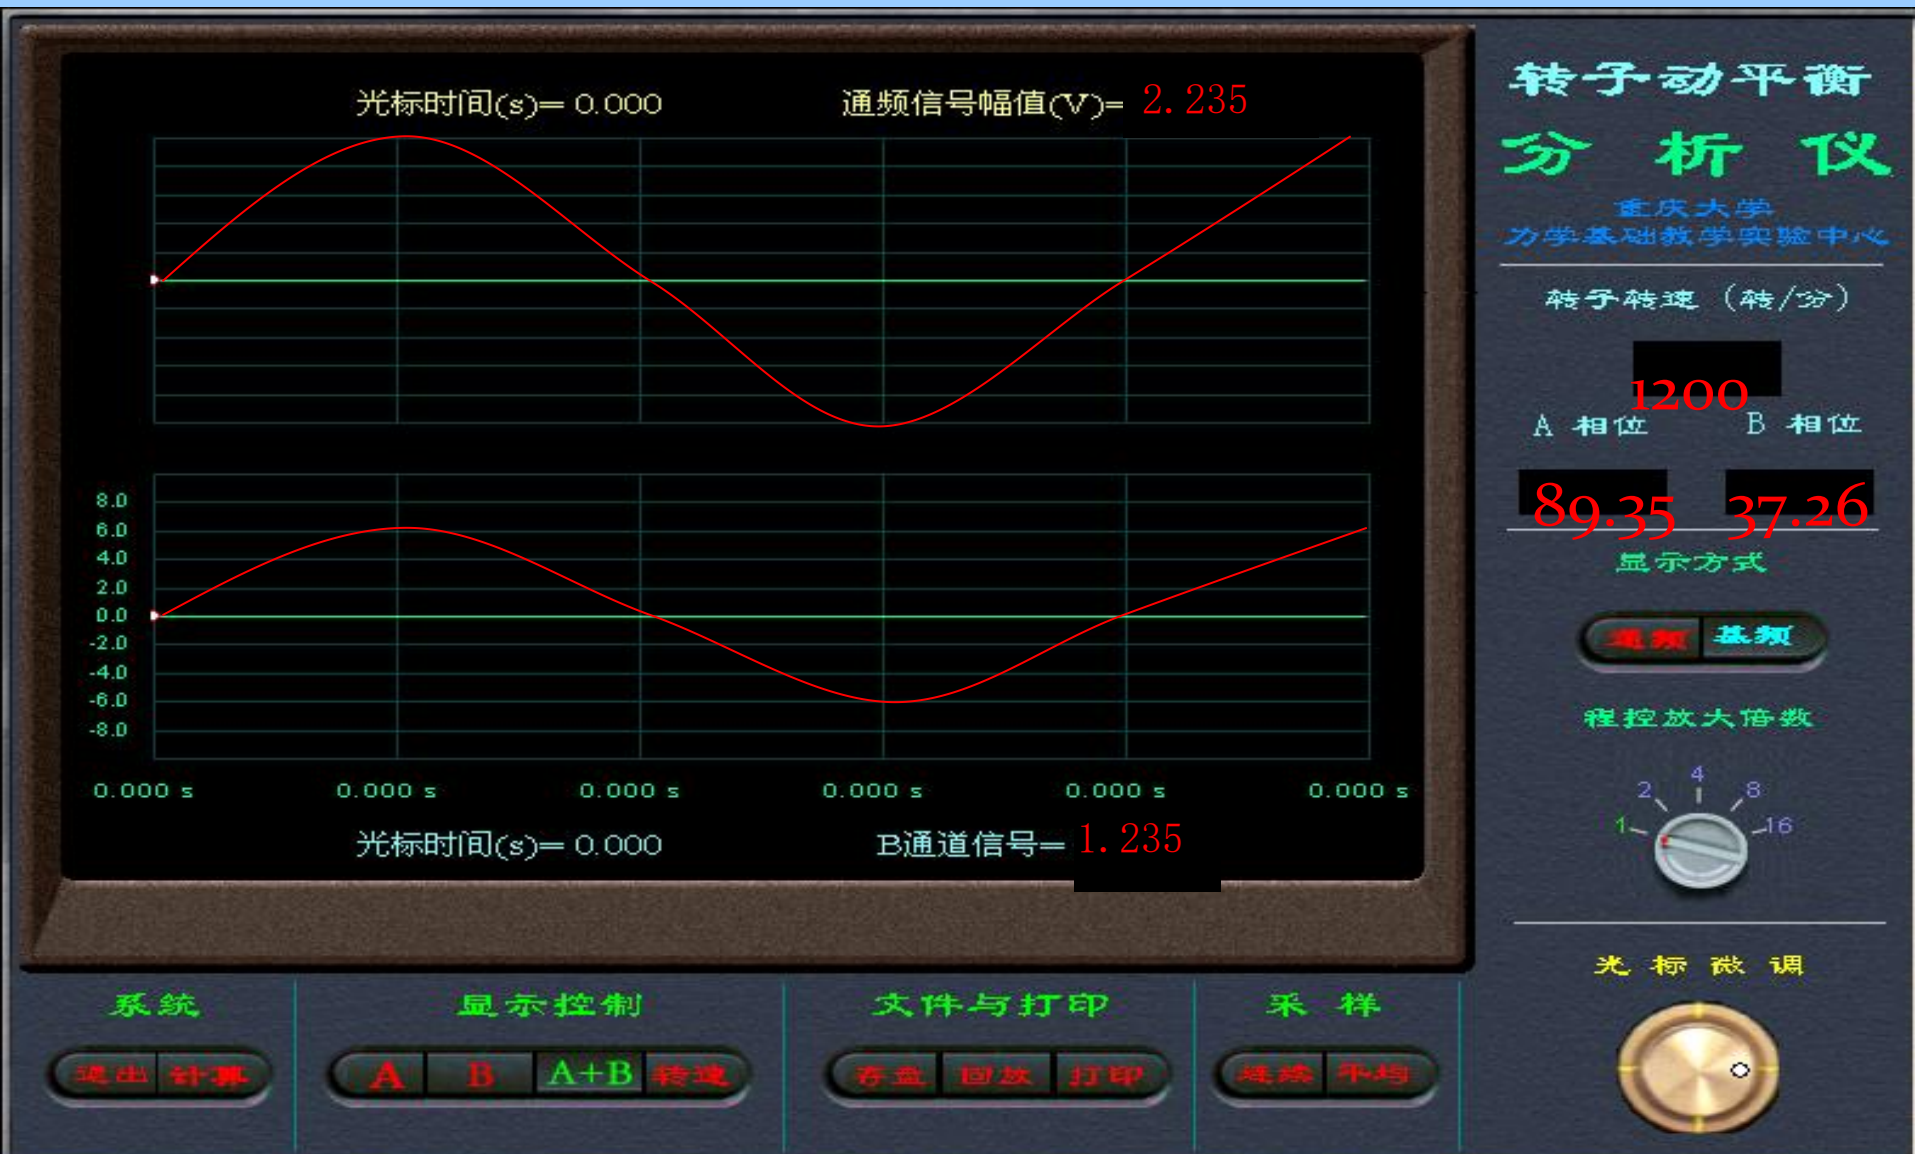 光标时间(s)= 0.000
通频信号幅值(V)= 2.235
8.0
6.0
4.0
2.0
0.0
-2.0
-4.0
-6.0
-8.0
0.000 s 0.000 s 0.000 s 0.000 s 0.000 s 0.000 s
光标时间(s)= 0.000
B通道信号= 1.235
转子动平衡
分析仪
重庆大学
力学基础教学实验中心
转子转速 (转/分)
1200
A 相位 B 相位
89.35 37.26
显示方式
通频 基频
程控放大倍数
1 2 4 8 16
光标微调
系统
退出 计算
显示控制
A B A+B 转速
文件与打印
存盘 回放 打印
采样
连续 平均